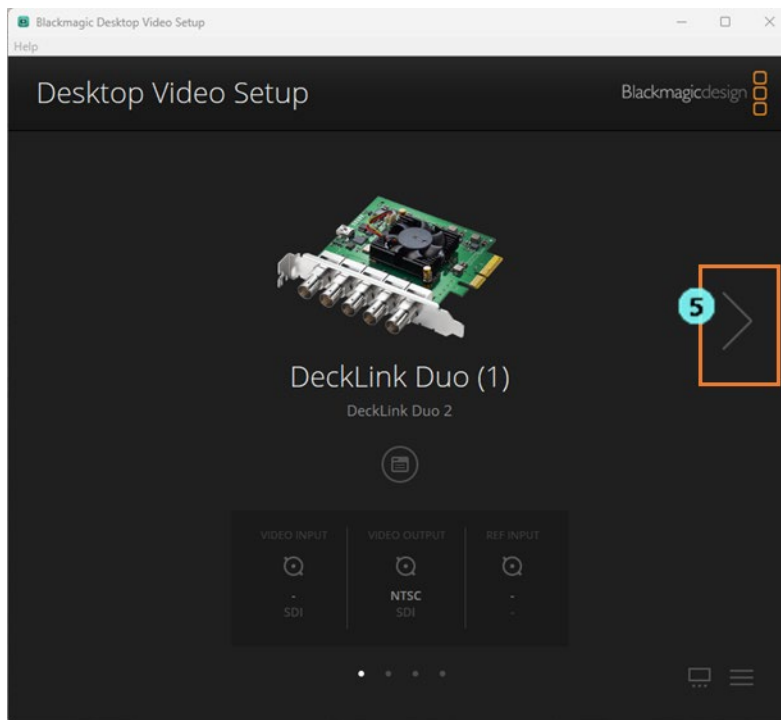 Blackmagic Desktop Video Setup
Help
Desktop Video Setup
Blackmagicdesign
5
DeckLink Duo (1)
DeckLink Duo 2
VIDEO INPUT VIDEO OUTPUT REF INPUT
- NTSC -
SDI SDI -